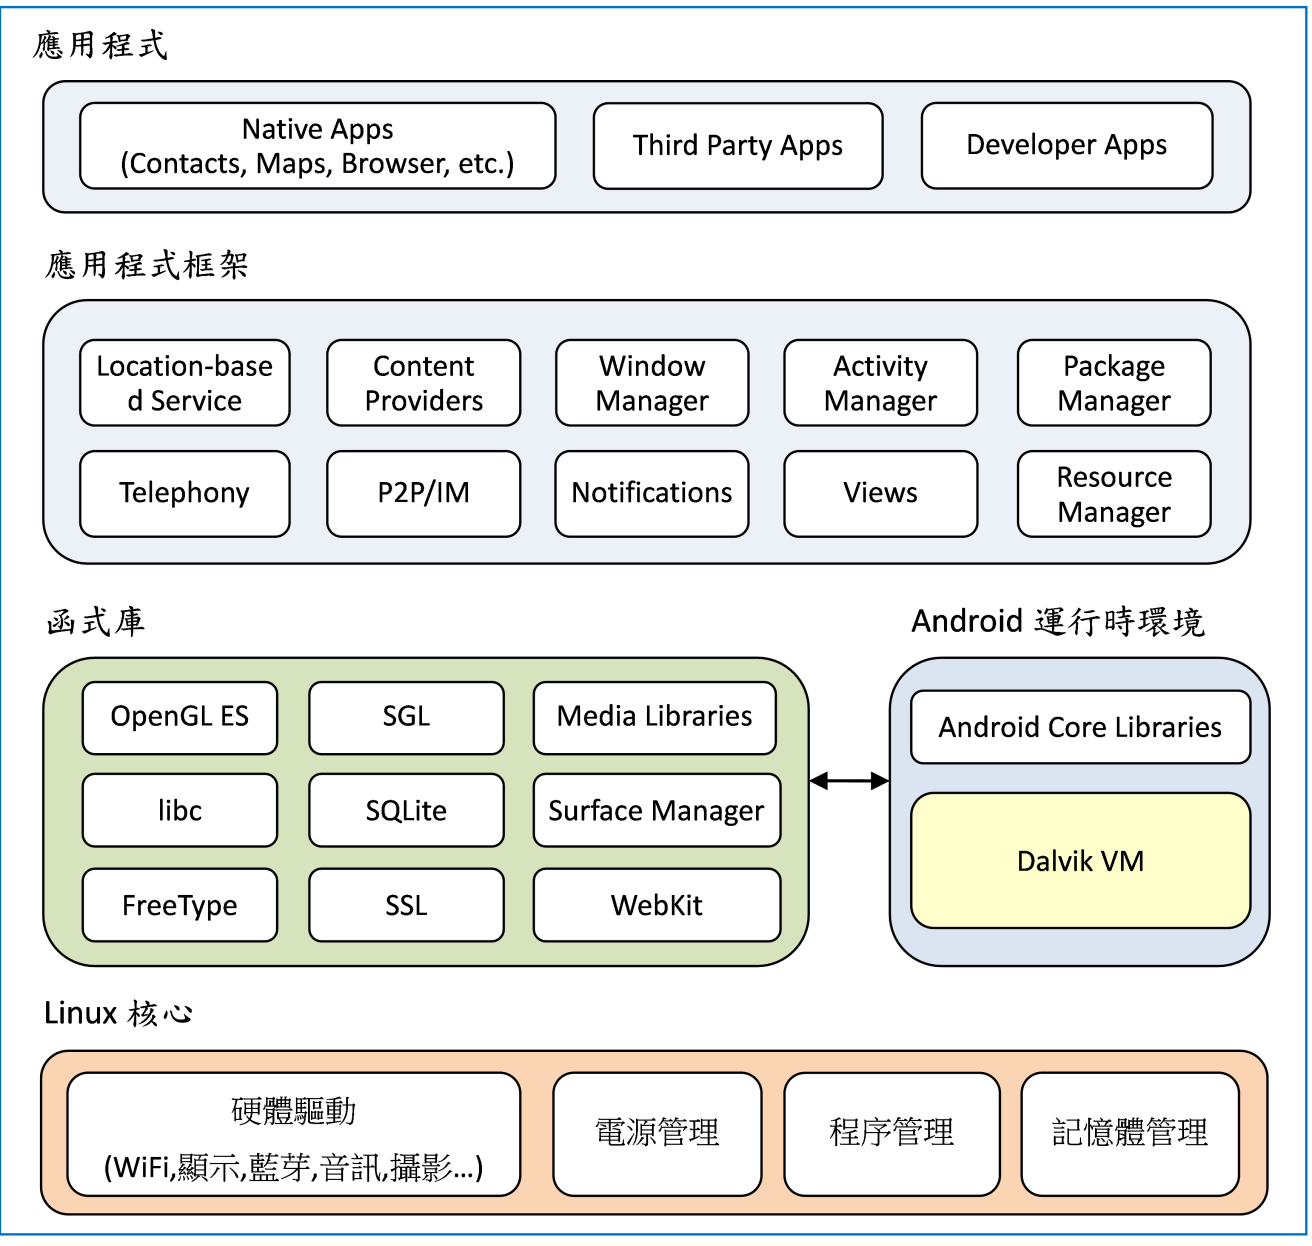 應用程式
Native Apps
(Contacts, Maps, Browser, etc.)
Third Party Apps
Developer Apps
應用程式框架
Location-base
d Service
Content
Providers
Window
Manager
Activity
Manager
Package
Manager
Telephony
P2P/IM
Notifications
Views
Resource
Manager
函式庫
OpenGL ES
SGL
Media Libraries
libc
SQLite
Surface Manager
FreeType
SSL
WebKit
Android 運行時環境
Android Core Libraries
Dalvik VM
Linux 核心
硬體驅動
(WiFi,顯示,藍芽,音訊,攝影...)
電源管理
程序管理
記憶體管理